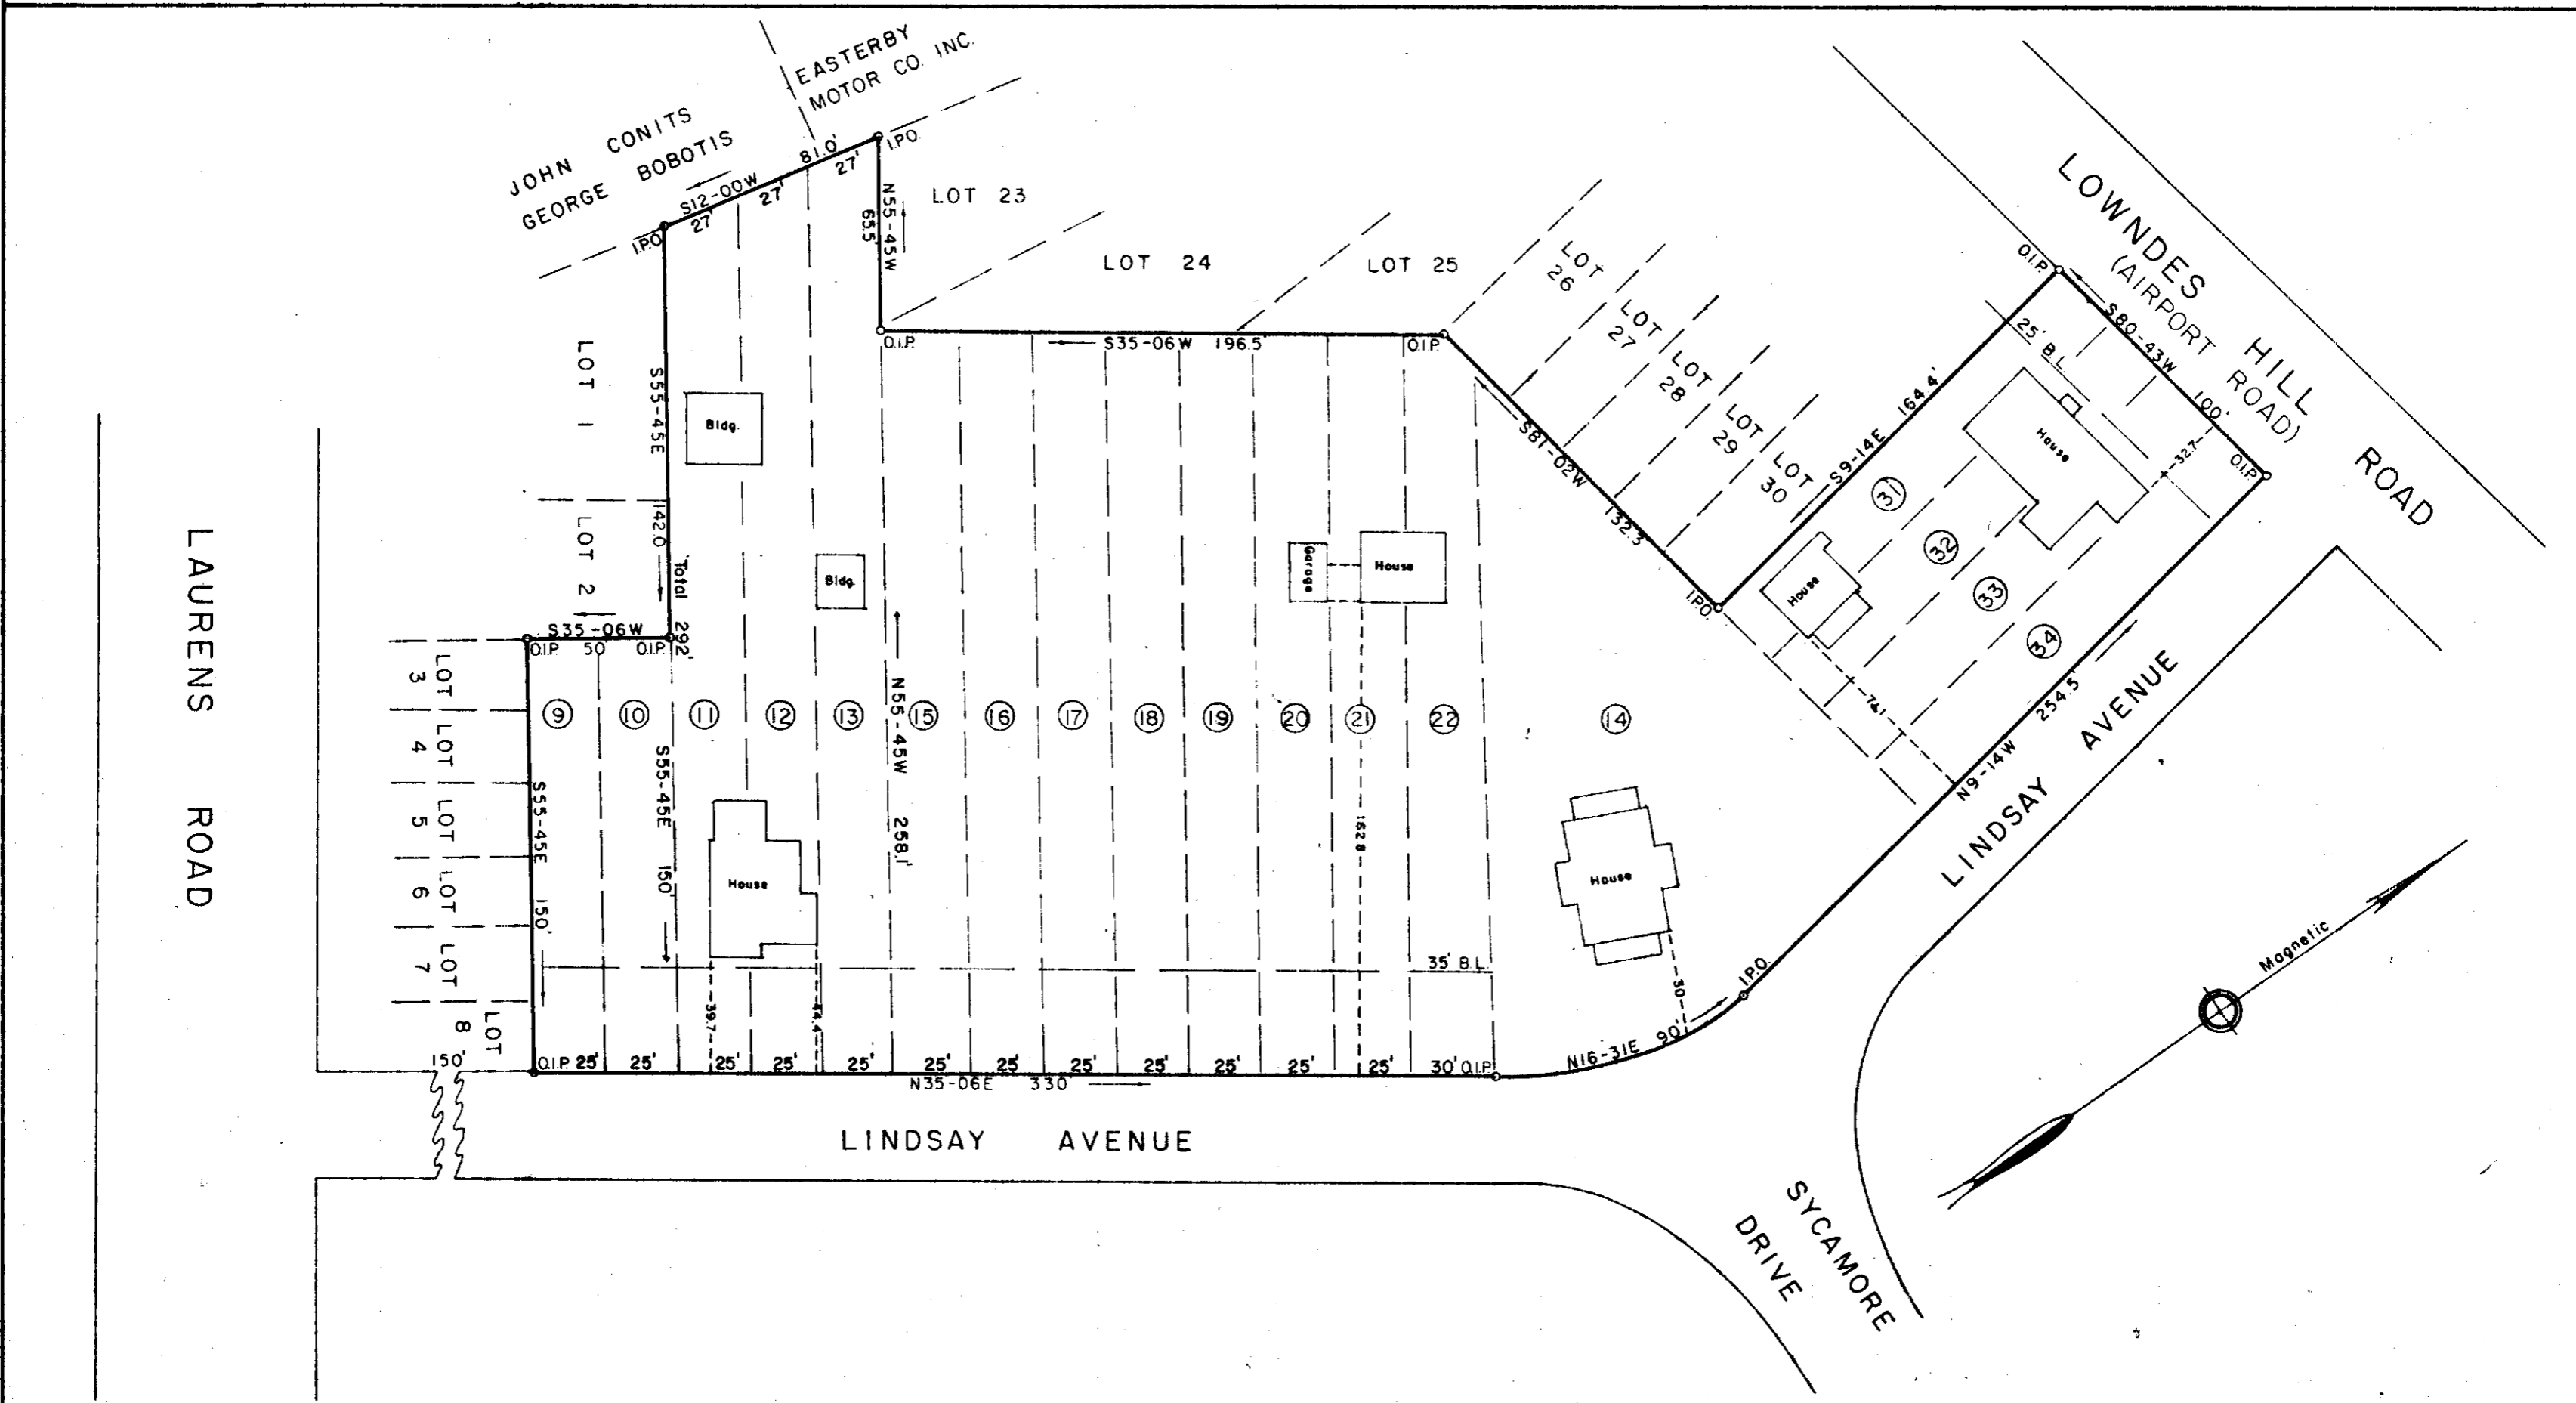 EASTERBY
MOTOR CO. INC.
JOHN CONITS
GEORGE BOBOTIS
S12-00W
81.0'
27'
27'
27'
I.P.O.
I.P.O.
N55-45W
65.5
LOT 23
LOT 24
LOT 25
LOT 26
LOT 27
LOT 28
LOT 29
LOT 30
O.I.P.
S35-06W 196.5'
O.I.P.
S81-02W
132.3'
I.P.O.
S9-14E 164.4'
O.I.P.
S80-43W
100'
O.I.P.
25' B.L.
LOWNDES HILL ROAD
(AIRPORT ROAD)
House
32.7
31
32
33
34
House
74.1
N9-14W 254.5'
LINDSAY AVENUE
LOT 1
LOT 2
S55-45E
142.0
Total 292'
Bldg.
Bldg.
Garage
House
S35-06W
O.I.P. 50' O.I.P.
LAURENS ROAD
LOT 3
LOT 4
LOT 5
LOT 6
LOT 7
LOT 8
9
10
11
12
13
15
16
17
18
19
20
21
22
14
S55-45E 150'
S55-45E 150'
N55-45W 258.1'
162.8
House
House
39.7
44.4
30
35' B.L.
I.P.O.
150'
O.I.P. 25' 25' 25' 25' 25' 25' 25' 25' 25' 25' 25' 25' 30' O.I.P.
N35-06E 330
N16-31E 90'
LINDSAY AVENUE
SYCAMORE
DRIVE
Magnetic